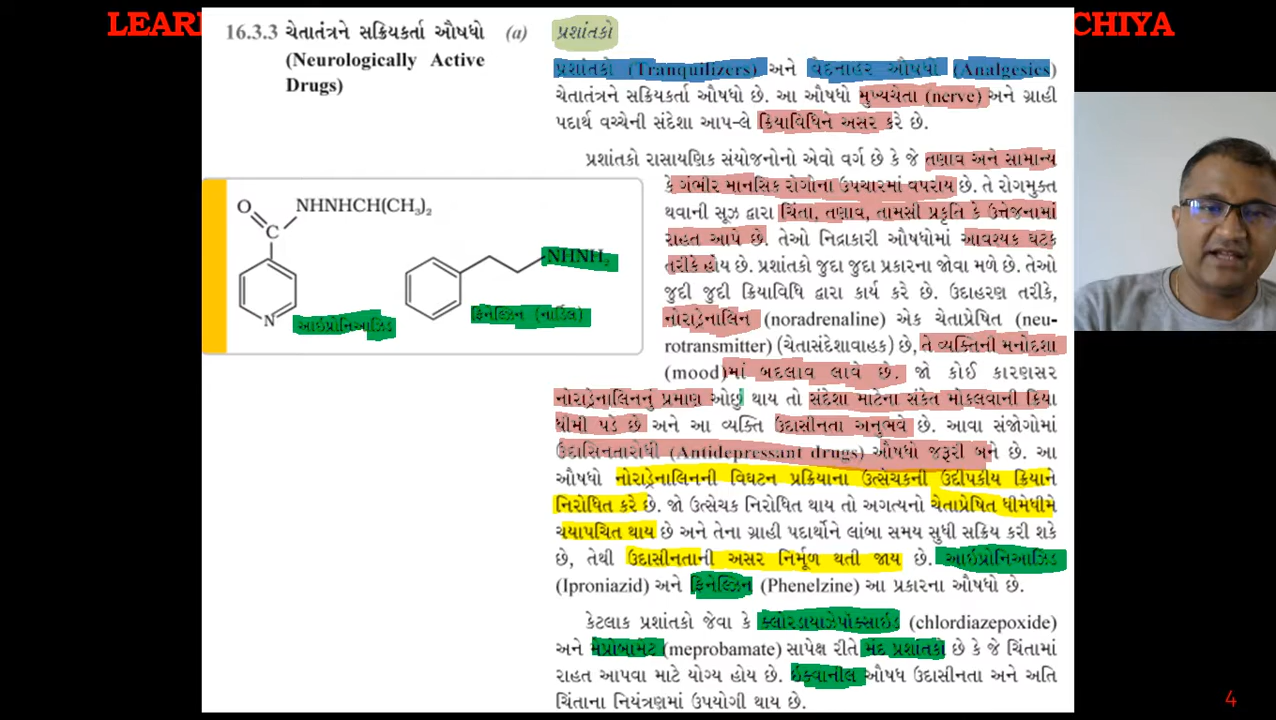 LEAR
CHIYA
16.3.3 ચેતાતંત્રને સક્રિયકર્તા ઔષધો
(Neurologically Active
Drugs)
(a) પ્રશાંતકો
પ્રશાંતકો (Tranquilizers) અને વેદનાહર ઔષધો (Analgesics)
ચેતાતંત્રને સક્રિયકર્તા ઔષધો છે. આ ઔષધો મુખ્યચેતા (nerve) અને ગ્રાહી
પદાર્થ વચ્ચેની સંદેશા આપ-લે ક્રિયાવિધિને અસર કરે છે.
પ્રશાંતકો રાસાયણિક સંયોજનોનો એવો વર્ગ છે કે જે તણાવ અને સામાન્ય
કે ગંભીર માનસિક રોગોના ઉપચારમાં વપરાય છે. તે રોગમુક્ત
થવાની સૂઝ દ્વારા ચિંતા, તણાવ, તામસી પ્રકૃતિ કે ઉત્તેજનામાં
રાહત આપે છે. તેઓ નિદ્રાકારી ઔષધોમાં આવશ્યક ઘટક
તરીકે હોય છે. પ્રશાંતકો જુદા જુદા પ્રકારના જોવા મળે છે. તેઓ
જુદી જુદી ક્રિયાવિધિ દ્વારા કાર્ય કરે છે. ઉદાહરણ તરીકે,
નોરાડ્રેનાલિન (noradrenaline) એક ચેતાપ્રેષિત (neu-
rotransmitter) (ચેતાસંદેશાવાહક) છે, તે વ્યક્તિની મનોદશા
(mood)માં બદલાવ લાવે છે. જો કોઈ કારણસર
નોરાડ્રેનાલિનનું પ્રમાણ ઓછું થાય તો સંદેશા માટેના સંકેત મોકલવાની ક્રિયા
ધીમી પડે છે અને આ વ્યક્તિ ઉદાસીનતા અનુભવે છે. આવા સંજોગોમાં
ઉદાસિનતારોધી (Antidepressant drugs) ઔષધો જરૂરી બને છે. આ
ઔષધો નોરાડ્રેનાલિનની વિઘટન પ્રક્રિયાના ઉત્સેચકની ઉદ્દીપકીય ક્રિયાને
નિરોધિત કરે છે. જો ઉત્સેચક નિરોધિત થાય તો અગત્યનો ચેતાપ્રેષિત ધીમેધીમે
ચયાપચિત થાય છે અને તેના ગ્રાહી પદાર્થોને લાંબા સમય સુધી સક્રિય કરી શકે
છે, તેથી ઉદાસીનતાની અસર નિર્મૂળ થતી જાય છે. આઈપ્રોનિઆઝિડ
(Iproniazid) અને ફિનેલ્ઝિન (Phenelzine) આ પ્રકારના ઔષધો છે.
કેટલાક પ્રશાંતકો જેવા કે ક્લોરડાયાઝેપોક્સાઇડ (chlordiazepoxide)
અને મેપ્રોબામેટ (meprobamate) સાપેક્ષ રીતે મંદ પ્રશાંતકો છે કે જે ચિંતામાં
રાહત આપવા માટે યોગ્ય હોય છે. ઇક્વાનીલ ઔષધ ઉદાસીનતા અને અતિ
ચિંતાના નિયંત્રણમાં ઉપયોગી થાય છે.
O
C
NHNHCH(CH₃)₂
N
આઈપ્રોનિઆઝિડ
NHNH₂
ફિનેલ્ઝિન (નાર્ડિલ)
4